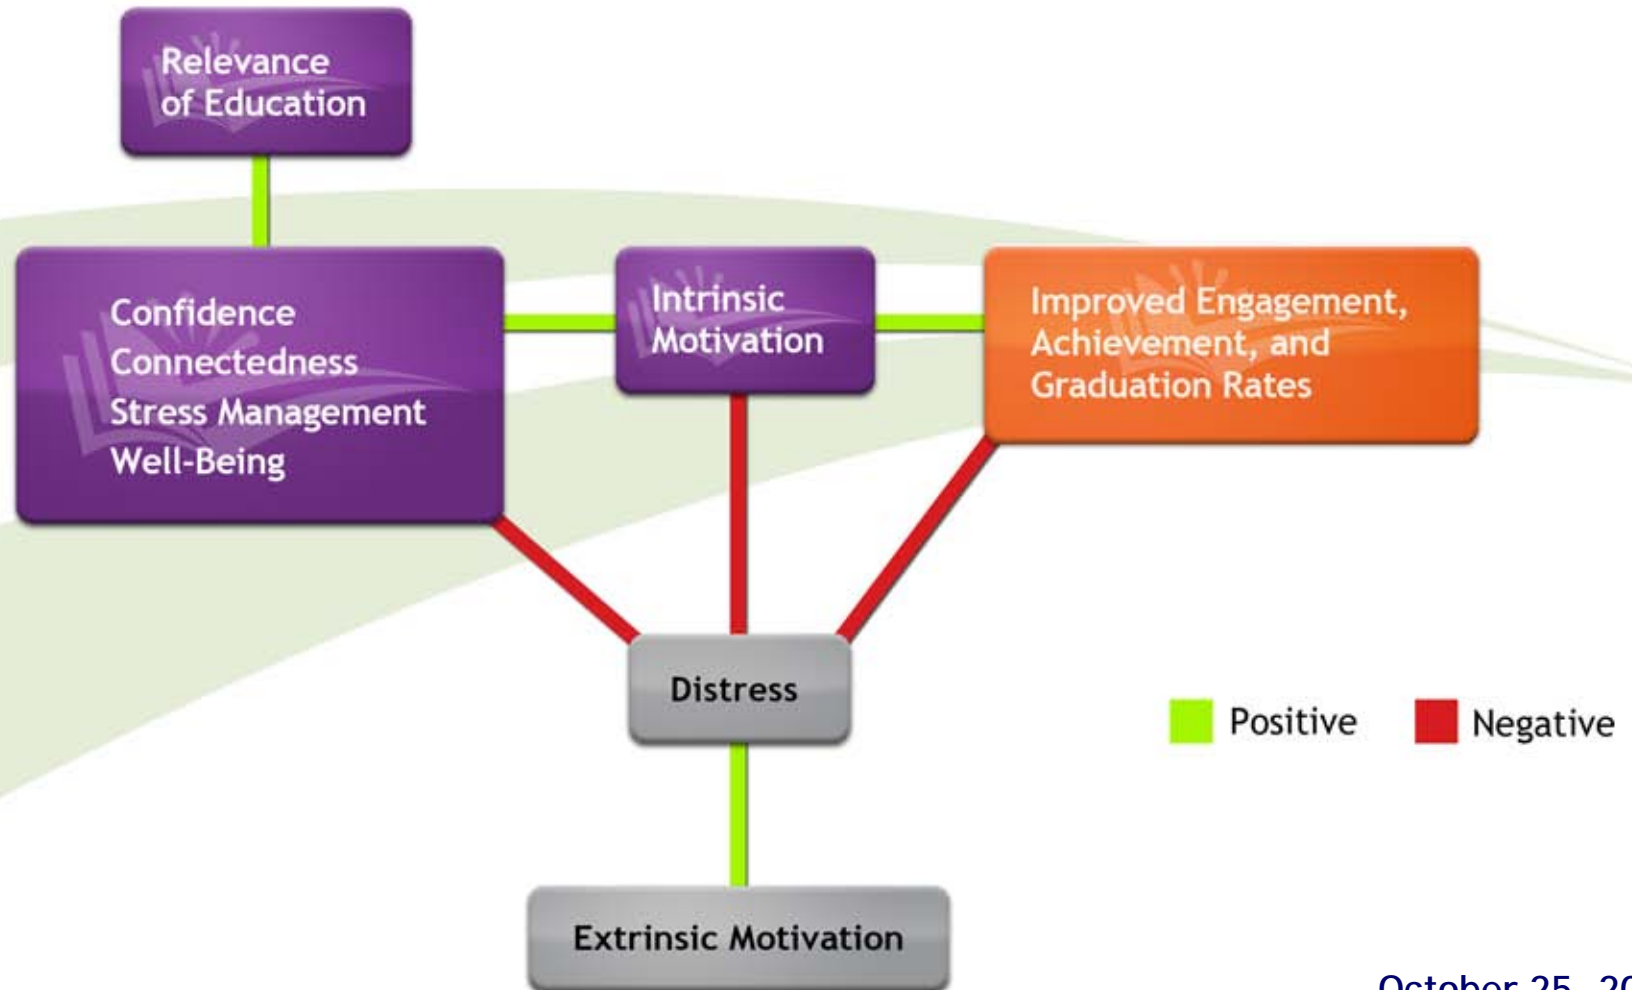 Relevance
of Education
Confidence
Connectedness
Stress Management
Well-Being
Intrinsic
Motivation
Improved Engagement,
Achievement, and
Graduation Rates
Distress
Positive
Negative
Extrinsic Motivation
October 25, 20